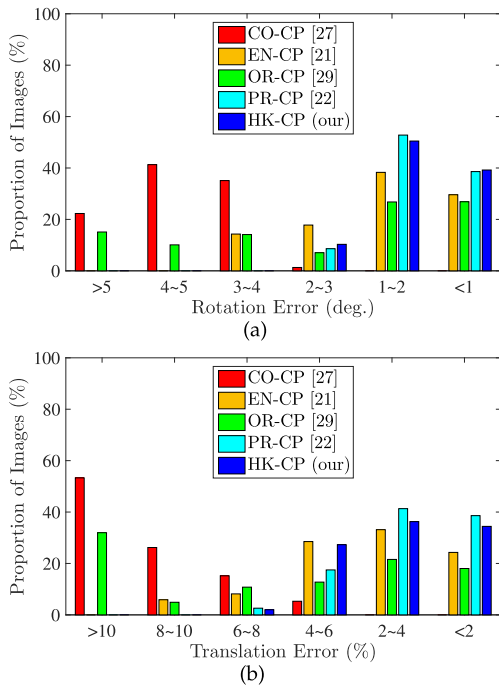 Proportion of Images (%)
100
80
60
40
20
0
CO-CP [27]
EN-CP [21]
OR-CP [29]
PR-CP [22]
HK-CP (our)
>5 4~5 3~4 2~3 1~2 <1
Rotation Error (deg.)
(a)
Proportion of Images (%)
100
80
60
40
20
0
CO-CP [27]
EN-CP [21]
OR-CP [29]
PR-CP [22]
HK-CP (our)
>10 8~10 6~8 4~6 2~4 <2
Translation Error (%)
(b)